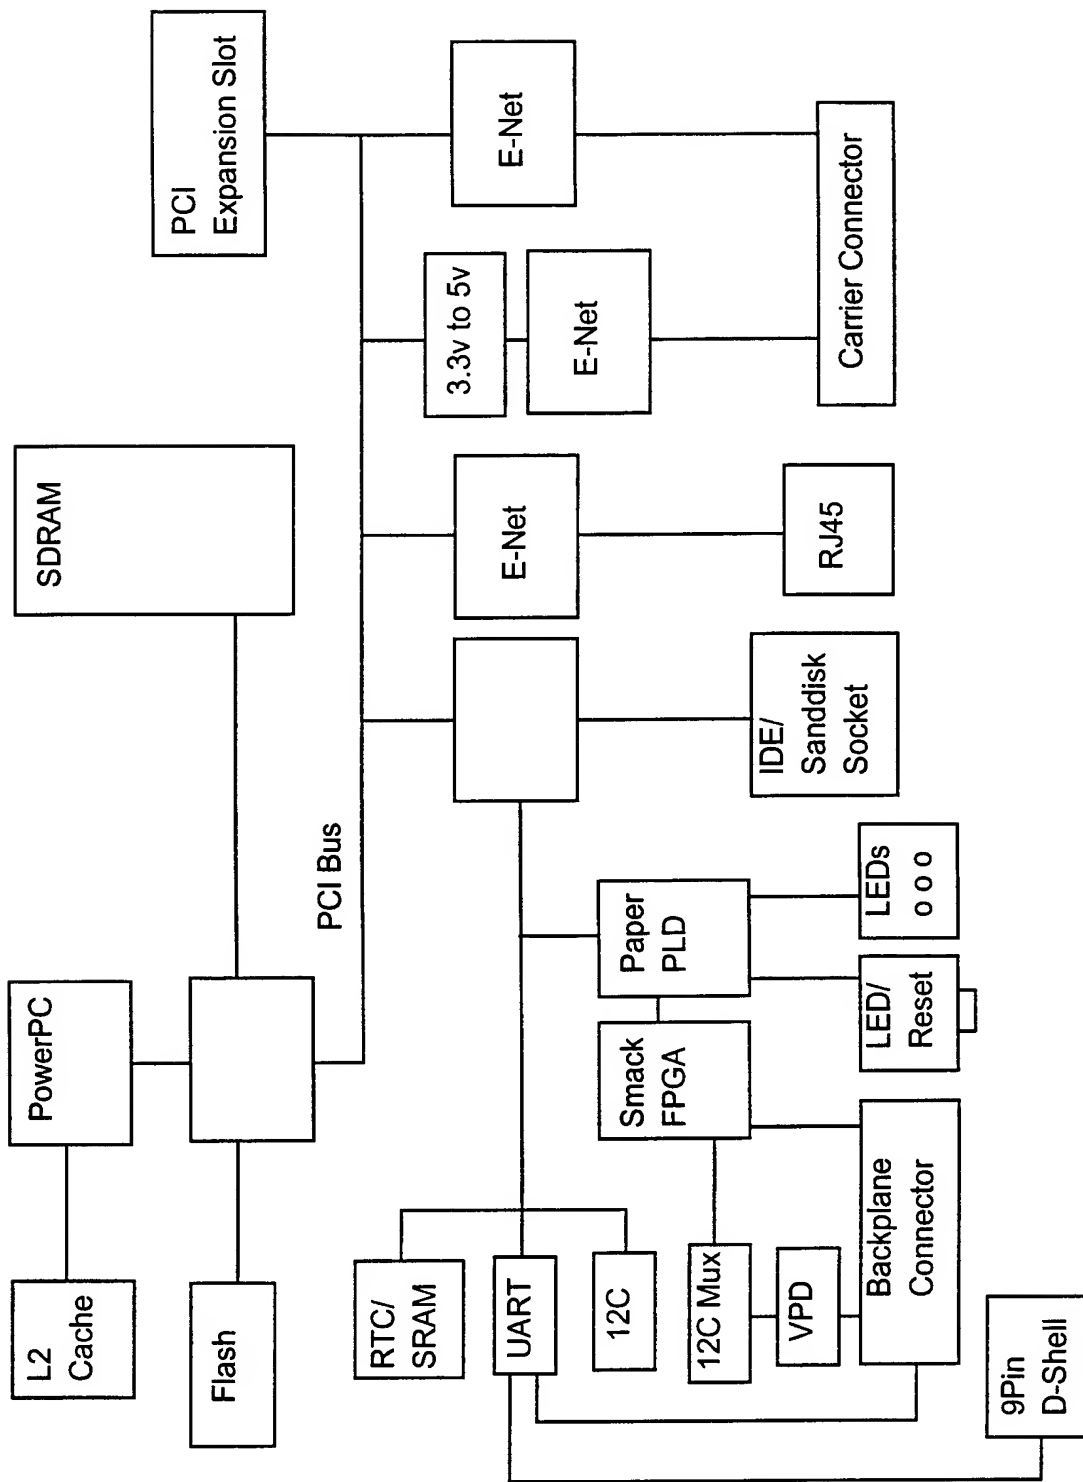 L2
Cache
PowerPC
SDRAM
PCI
Expansion Slot
Flash
PCI Bus
RTC/
SRAM
UART
12C
12C Mux
VPD
Backplane
Connector
9Pin
D-Shell
Smack
FPGA
Paper
PLD
LED/
Reset
LEDs
o o o
IDE/
Sanddisk
Socket
E-Net
RJ45
3.3v to 5v
E-Net
E-Net
Carrier Connector